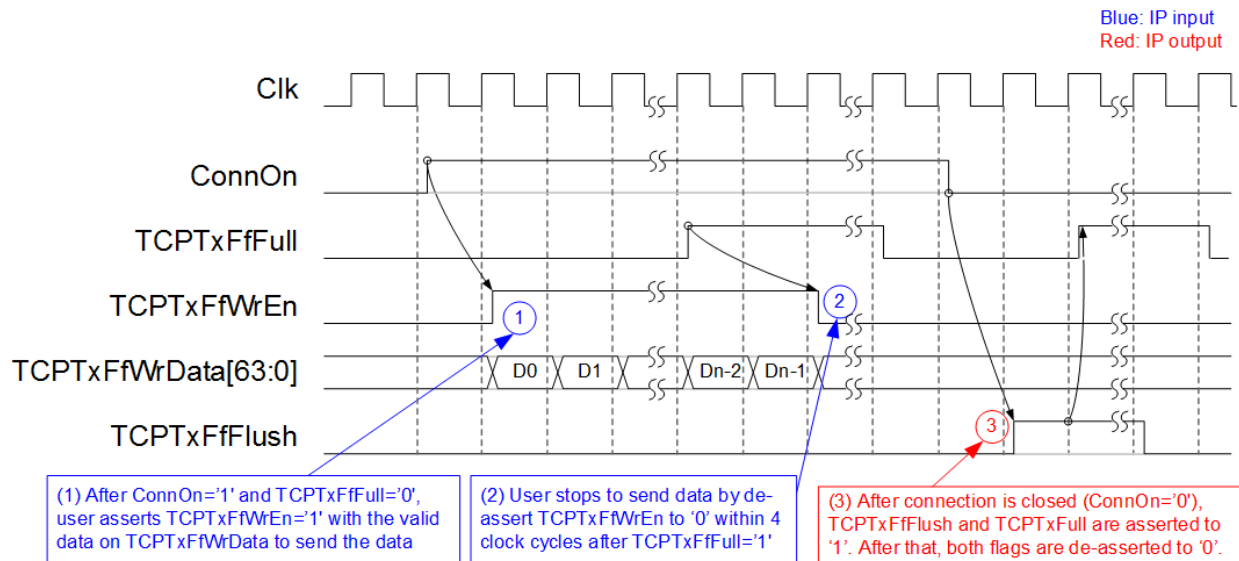 Blue: IP input
Red: IP output
Clk
ConnOn
TCPTxFfFull
TCPTxFfWrEn
1
2
TCPTxFfWrData[63:0]
D0 D1 Dn-2 Dn-1
TCPTxFfFlush
3
(1) After ConnOn='1' and TCPTxFfFull='0',
user asserts TCPTxFfWrEn='1' with the valid
data on TCPTxFfWrData to send the data
(2) User stops to send data by de-
assert TCPTxFfWrEn to ‘0’ within 4
clock cycles after TCPTxFfFull='1'
(3) After connection is closed (ConnOn='0'),
TCPTxFfFlush and TCPTxFull are asserted to
‘1’. After that, both flags are de-asserted to ‘0’.